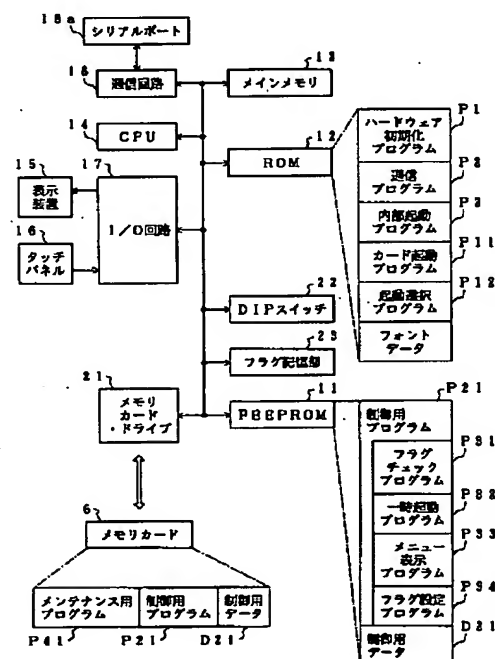 18a
シリアルポート
18
通信回路
13
メインメモリ
14
CPU
12
ROM
15
表示
装置
17
I/O回路
16
タッチ
パネル
P1
ハードウェア
初期化
プログラム
P2
通信
プログラム
P3
内部起動
プログラム
P11
カード起動
プログラム
P12
起動選択
プログラム
フォント
データ
22
DIPスイッチ
23
フラグ記憶部
21
メモリ
カード
・ドライブ
11
FEEPROM
P21
制御用
プログラム
P31
フラグ
チェック
プログラム
P32
一時起動
プログラム
P33
メニュー
表示
プログラム
P34
フラグ設定
プログラム
D21
制御用
データ
6
メモリカード
メンテナンス用
プログラム
制御用
プログラム
制御用
データ
P41
P21
D21